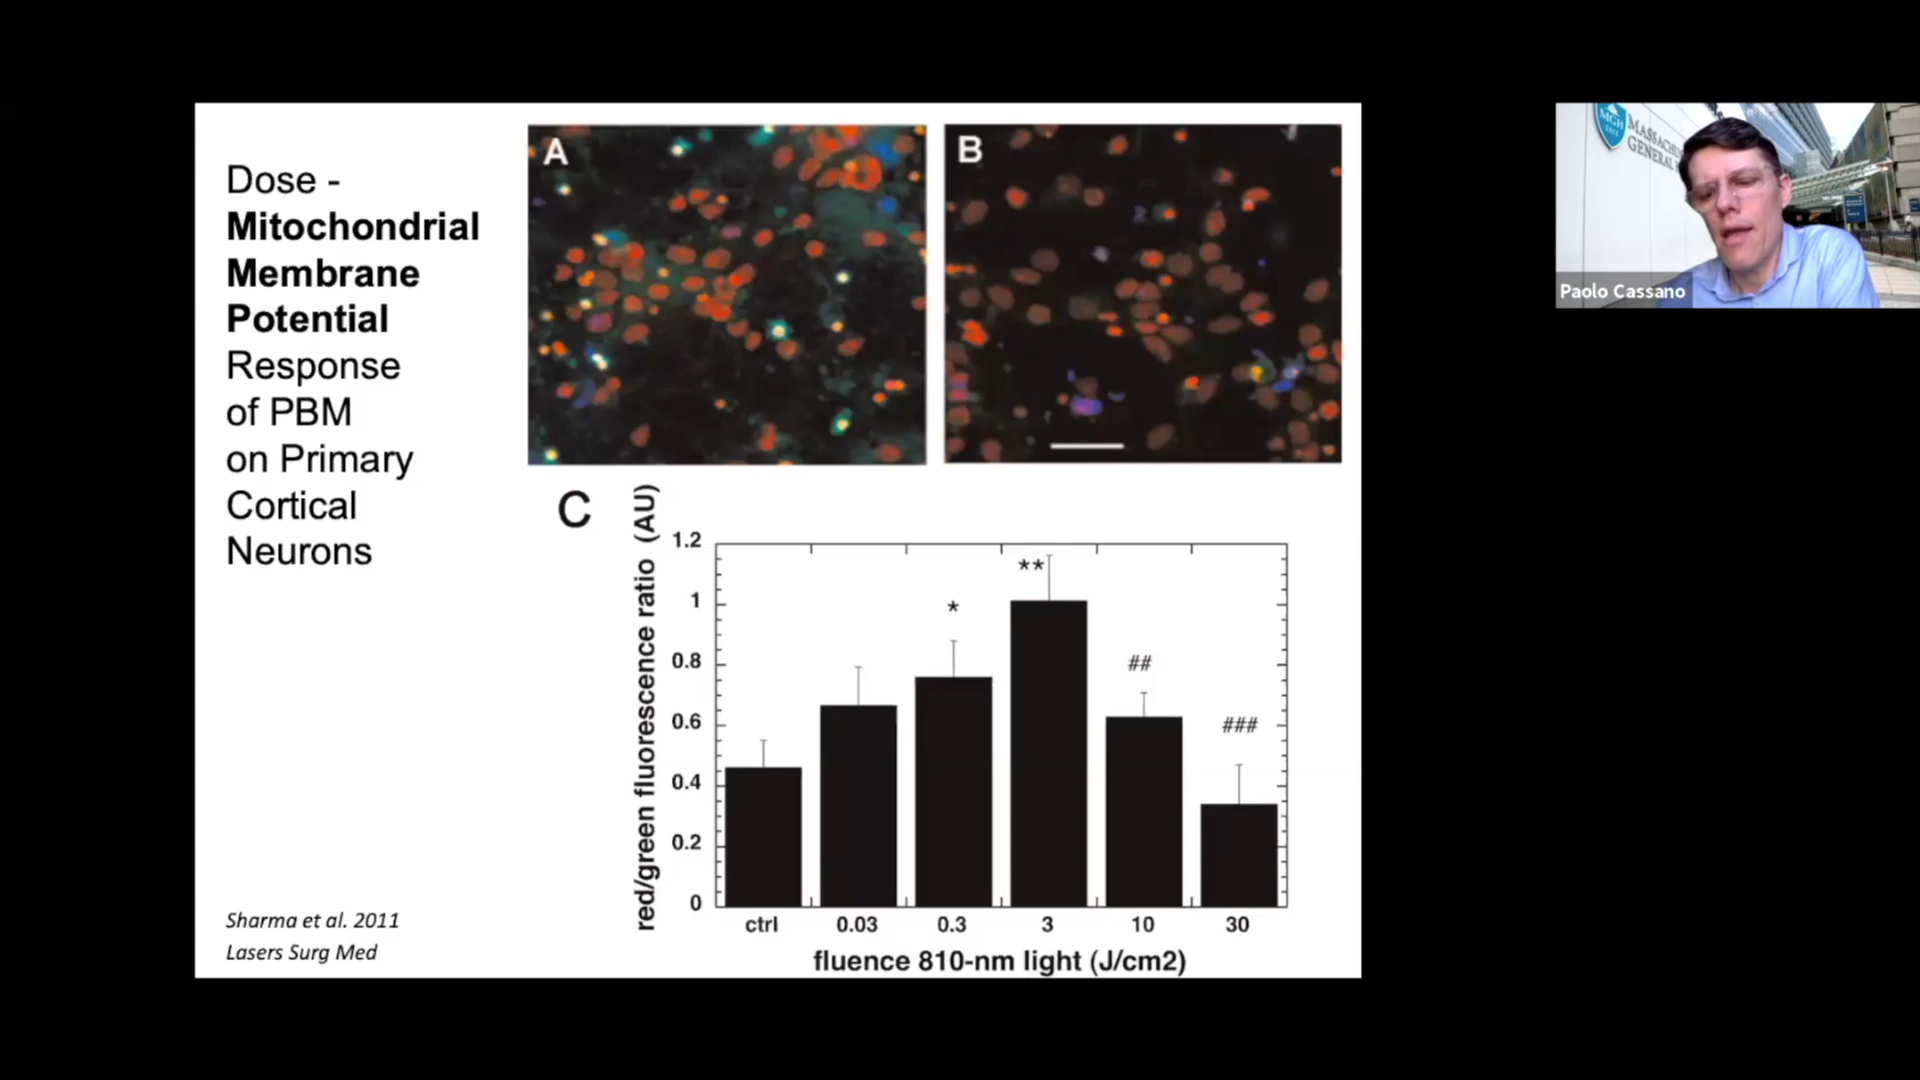 Dose -
Mitochondrial
Membrane
Potential
Response
of PBM
on Primary
Cortical
Neurons
Sharma et al. 2011
Lasers Surg Med
A
B
C
red/green fluorescence ratio (AU)
1.2
1
0.8
0.6
0.4
0.2
0
*
**
##
###
ctrl
0.03
0.3
3
10
30
fluence 810-nm light (J/cm2)
MGH
1811
GENERAL
Paolo Cassano